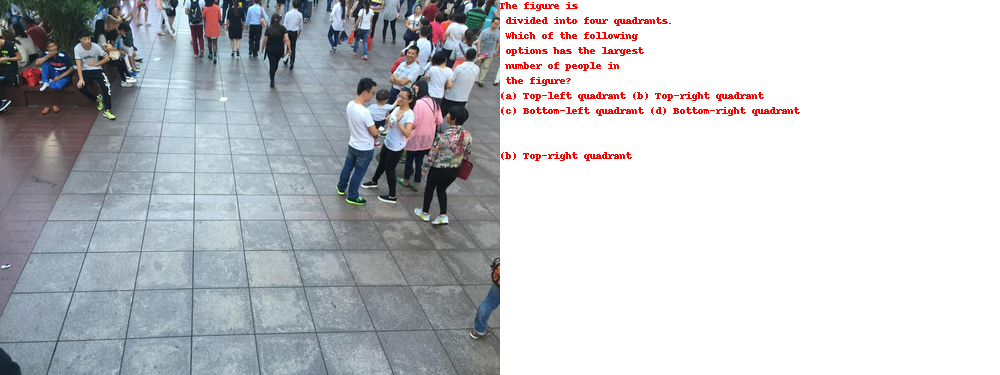 The figure is
divided into four quadrants.
Which of the following
options has the largest
number of people in
the figure?
(a) Top-left quadrant (b) Top-right quadrant
(c) Bottom-left quadrant (d) Bottom-right quadrant
(b) Top-right quadrant